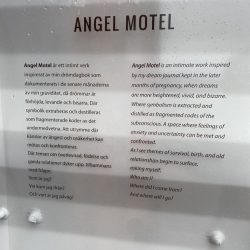 ANGEL MOTEL
Angel Motel är ett intimt verk
inspirerat av min drömdagbok som
dokumenterats i de senare månaderna
av min graviditet, då drömmar är
förhöjda, levande och bisarra. Där
symboliken extraheras och destilleras
som fragmenterade koder av det
undermedvetna. Ett utrymme där
känslor av ångest och osäkerhet kan
mötas och konfronteras.
Där teman om överlevnad, födelse och
gamla relationer dyker upp, tillsammans
med frågor:
Vem är jag?
Var kom jag ifrån?
Och vart är jag påväg?
Angel Motel is an intimate work inspired
by my dream journal kept in the later
months of pregnancy, when dreams
are more heightened, vivid, and bizarre.
Where symbolism is extracted and
distilled as fragmented codes of the
subconscious. A space where feelings of
anxiety and uncertainty can be met and
confronted.
As I see themes of survival, birth, and old
relationships begin to surface,
asking myself:
Who am I?
Where did I come from?
And where will I go?